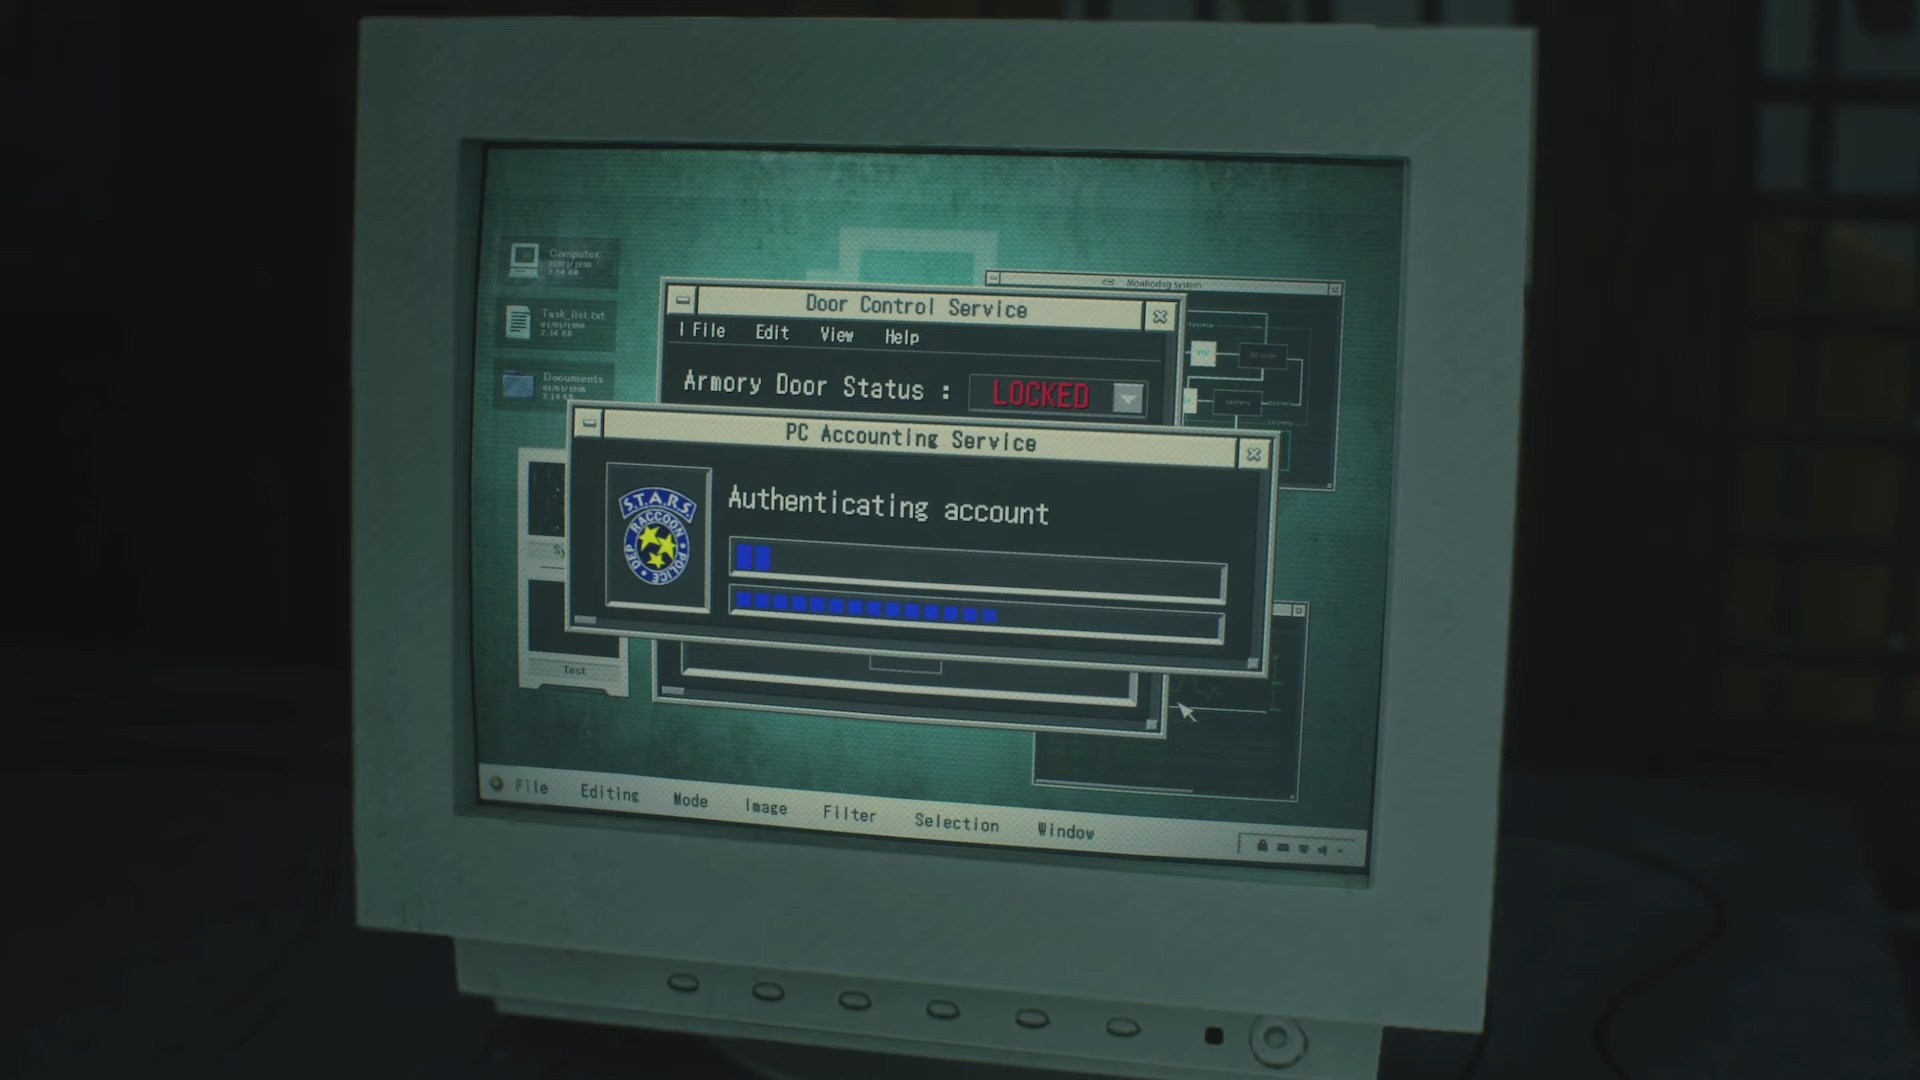 Computer
Task_list.txt
Documents
Monitoring system
Door Control Service
File Edit View Help
Armory Door Status : LOCKED
PC Accounting Service
Authenticating account
S.T.A.R.S.
RACCOON
POLICE
DEP
Test
File Editing Mode Image Filter Selection Window